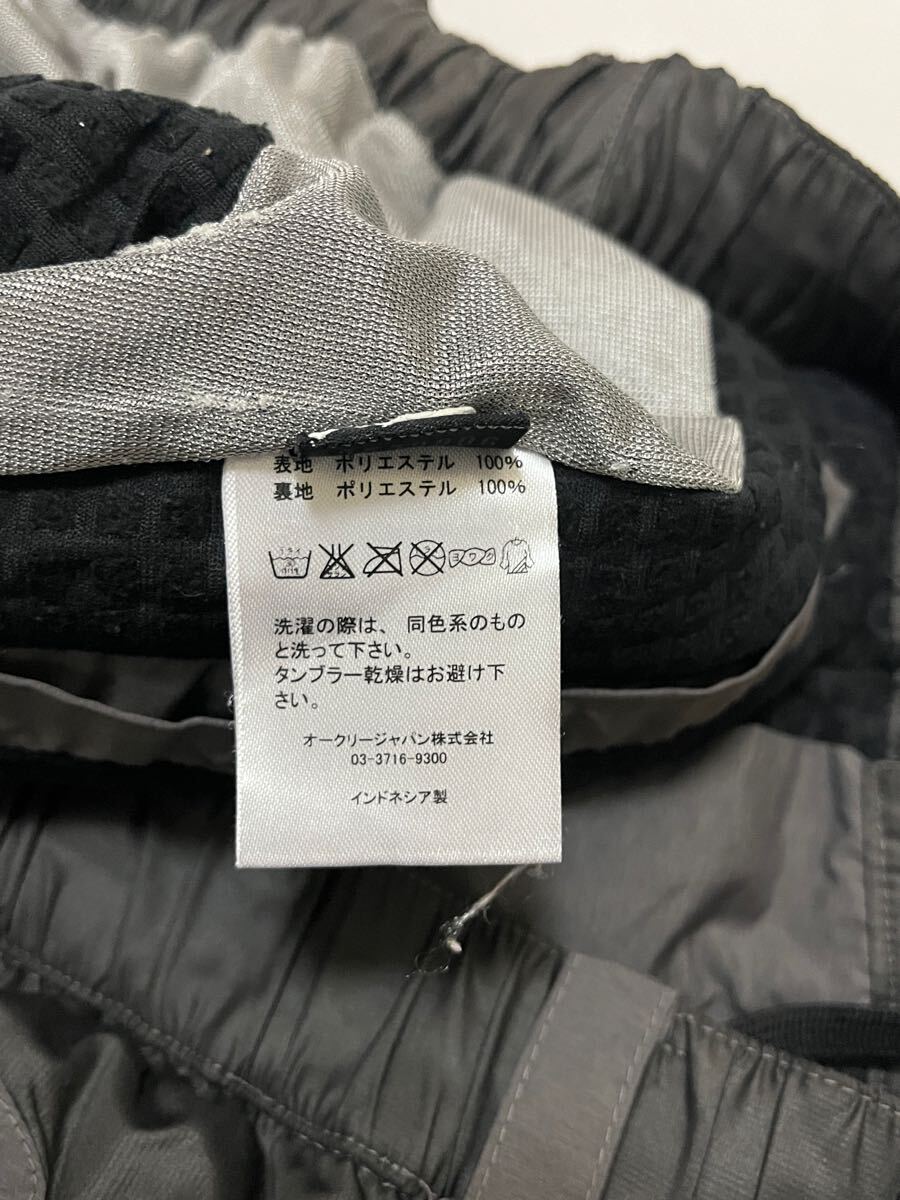 表地 ポリエステル 100%
裏地 ポリエステル 100%
ヨワク
洗濯の際は、同色系のもの
と洗って下さい。
タンブラー乾燥はお避け下
さい。
オークリージャパン株式会社
03-3716-9300
インドネシア製